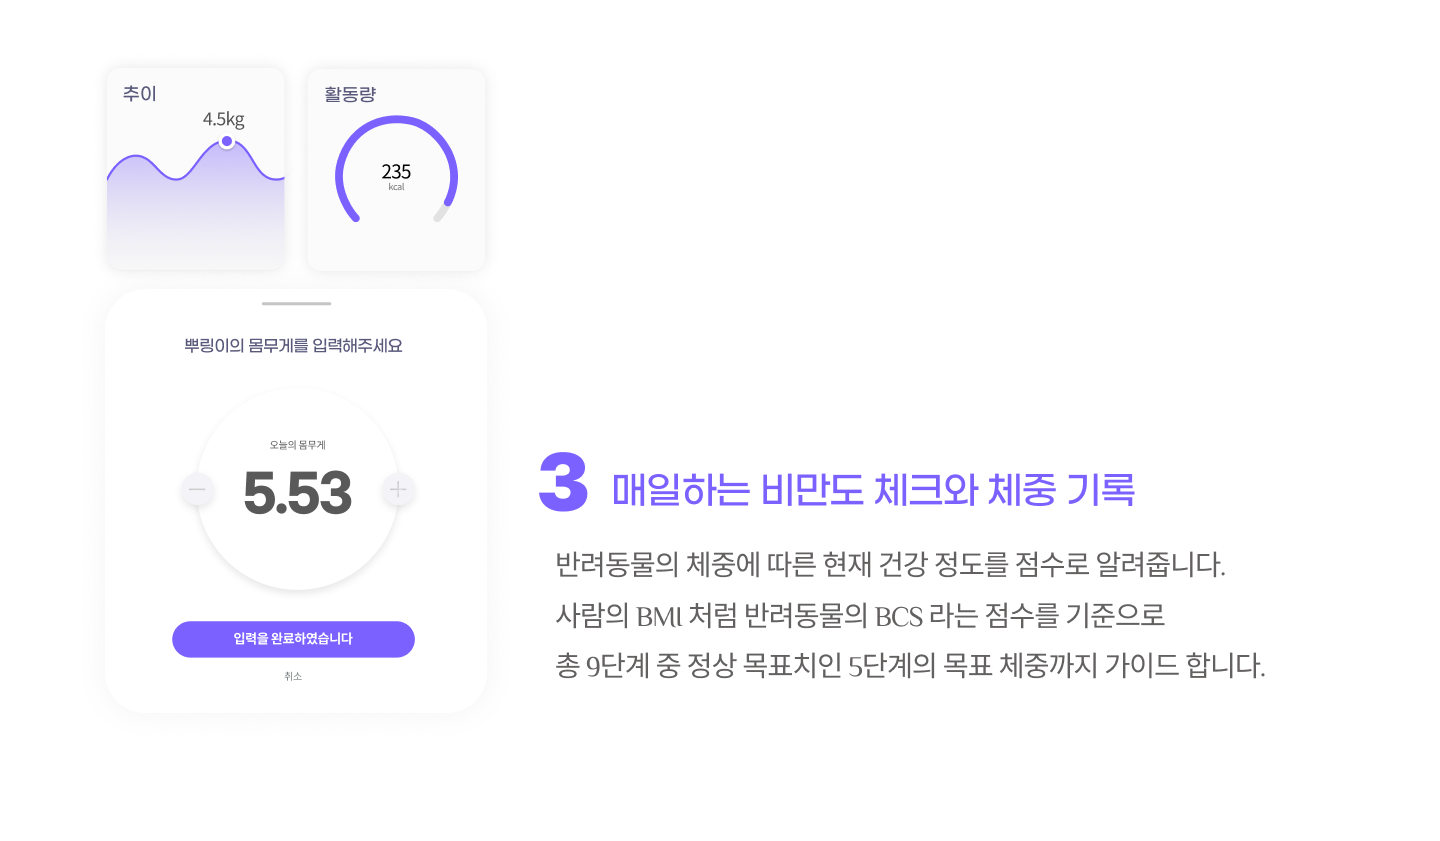 추이
4.5kg
활동량
235
kcal
뿌링이의 몸무게를 입력해주세요
오늘의 몸무게
5.53
입력을 완료하였습니다
취소
3 매일하는 비만도 체크와 체중 기록
반려동물의 체중에 따른 현재 건강 정도를 점수로 알려줍니다.
사람의 BMI 처럼 반려동물의 BCS 라는 점수를 기준으로
총 9단계 중 정상 목표치인 5단계의 목표 체중까지 가이드 합니다.